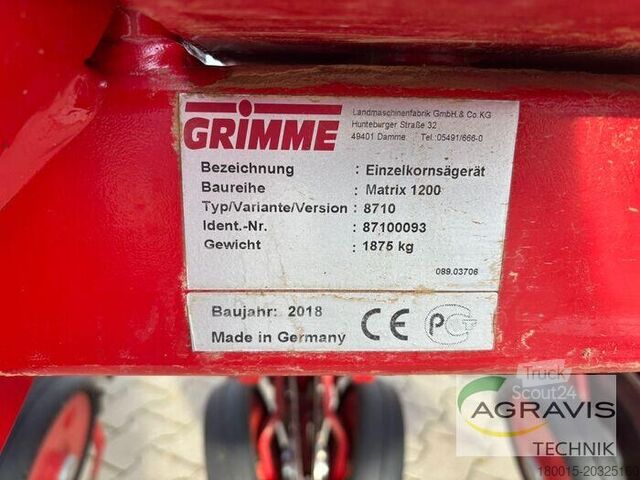 GRIMME
Landmaschinenfabrik GmbH.& Co.KG
Hunteburger Straße 32
49401 Damme Tel.:05491/666-0
Bezeichnung : Einzelkornsägerät
Baureihe : Matrix 1200
Typ/Variante/Version : 8710
Ident.-Nr. : 87100093
Gewicht : 1875 kg
089.03706
Baujahr: 2018
Made in Germany
CE
Truck
Scout24
AGRAVIS
TECHNIK